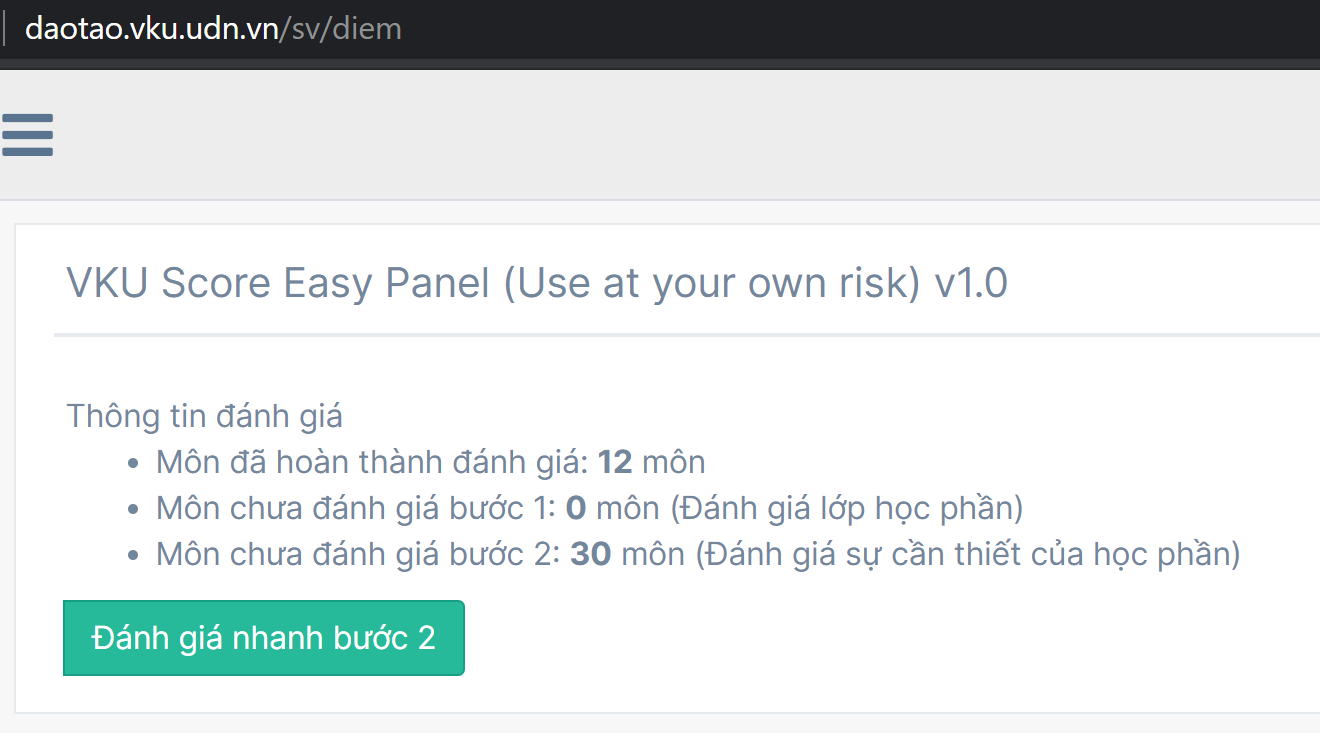 daotao.vku.udn.vn/sv/diem
VKU Score Easy Panel (Use at your own risk) v1.0
Thông tin đánh giá
Môn đã hoàn thành đánh giá: 12 môn
Môn chưa đánh giá bước 1: 0 môn (Đánh giá lớp học phần)
Môn chưa đánh giá bước 2: 30 môn (Đánh giá sự cần thiết của học phần)
Đánh giá nhanh bước 2